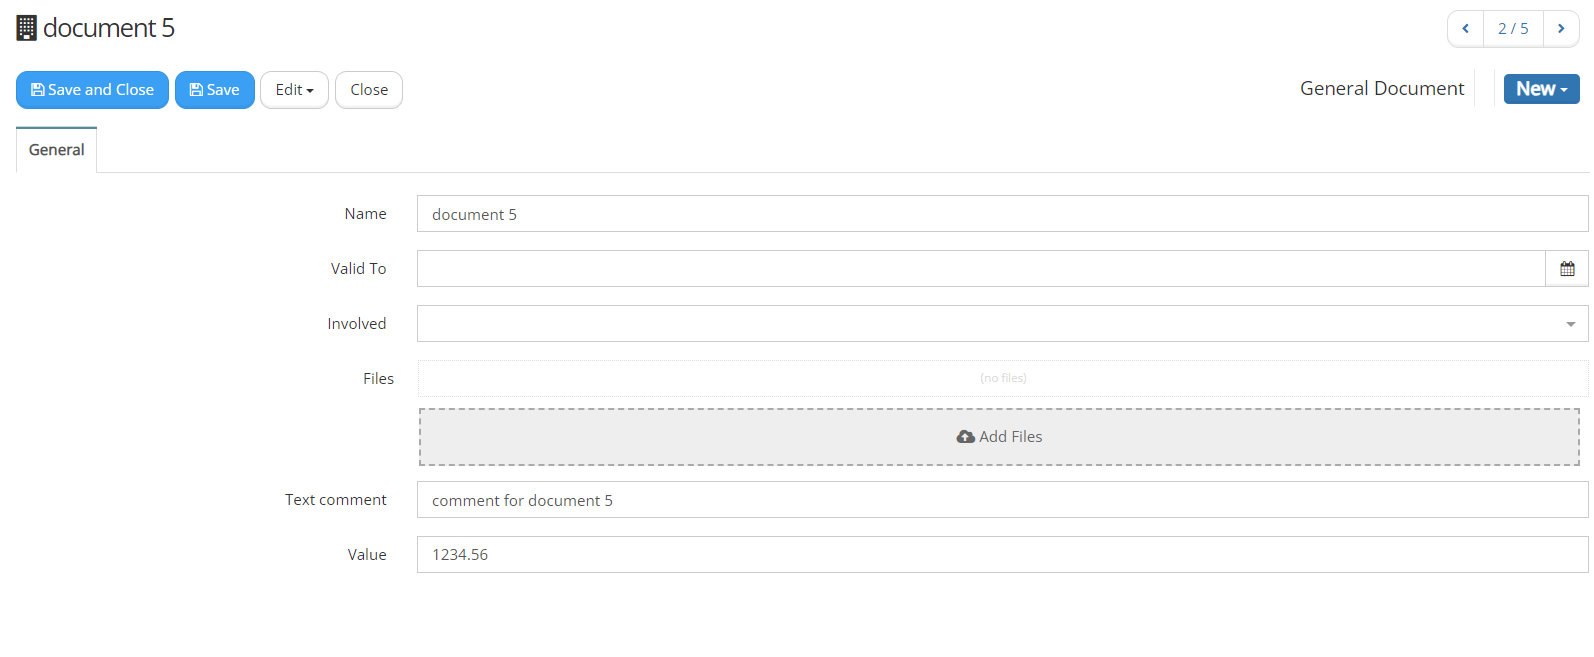 document 5
2 / 5
Save and Close Save Edit Close
General Document New
General
Name document 5
Valid To
Involved
Files (no files)
Add Files
Text comment comment for document 5
Value 1234.56